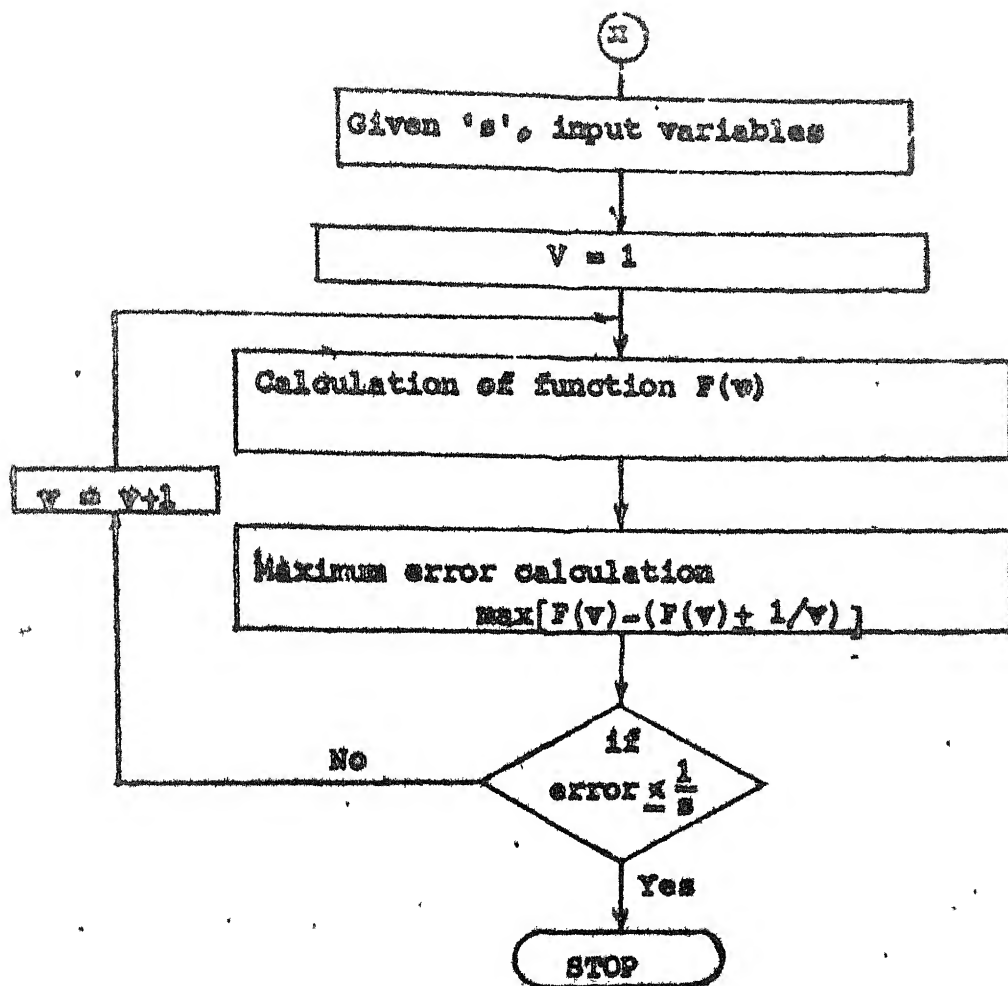 Given 's', input variables
V = 1
Calculation of function F(v)
v = v+1
Maximum error calculation
max[F(v)-(F(v)± 1/v)]
if
No
error ≤ 1/s
Yes
STOP